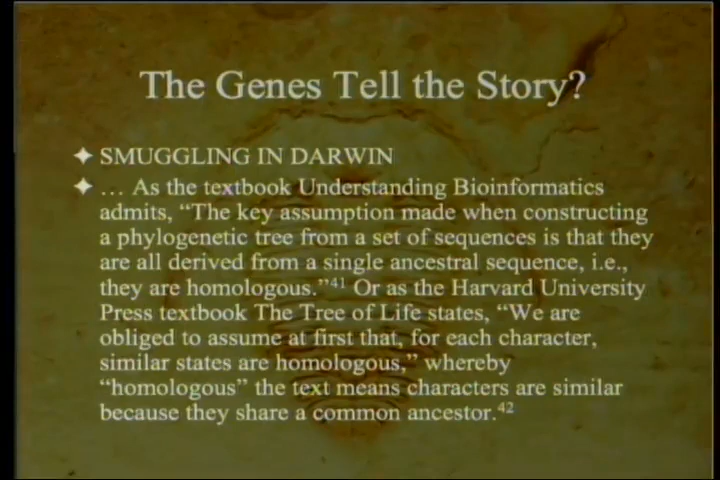 The Genes Tell the Story?
SMUGGLING IN DARWIN
… As the textbook Understanding Bioinformatics
admits, “The key assumption made when constructing
a phylogenetic tree from a set of sequences is that they
are all derived from a single ancestral sequence, i.e.,
they are homologous.”41 Or as the Harvard University
Press textbook The Tree of Life states, “We are
obliged to assume at first that, for each character,
similar states are homologous,” whereby
“homologous” the text means characters are similar
because they share a common ancestor.42